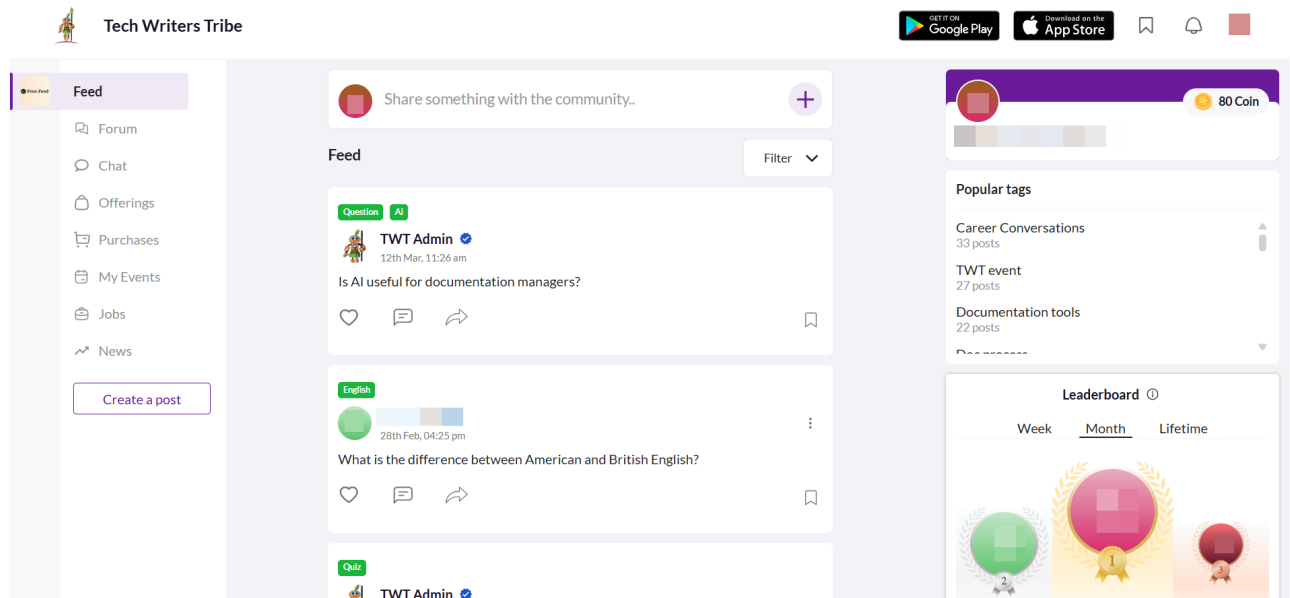 Tech Writers Tribe
GET IT ON
Google Play
Download on the
App Store
Free Feed
Feed
Forum
Chat
Offerings
Purchases
My Events
Jobs
News
Create a post
Share something with the community..
Feed
Filter
Question AI
TWT Admin
12th Mar, 11:26 am
Is AI useful for documentation managers?
English
28th Feb, 04:25 pm
What is the difference between American and British English?
Quiz
TWT Admin
80 Coin
Popular tags
Career Conversations
33 posts
TWT event
27 posts
Documentation tools
22 posts
Doc process
Leaderboard
Week Month Lifetime
2
1
3